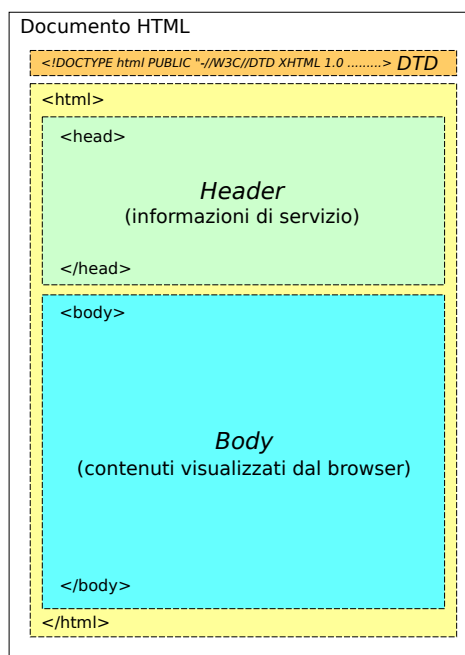 Documento HTML
<!DOCTYPE html PUBLIC "-//W3C//DTD XHTML 1.0 .........> DTD
<html>
<head>
Header
(informazioni di servizio)
</head>
<body>
Body
(contenuti visualizzati dal browser)
</body>
</html>